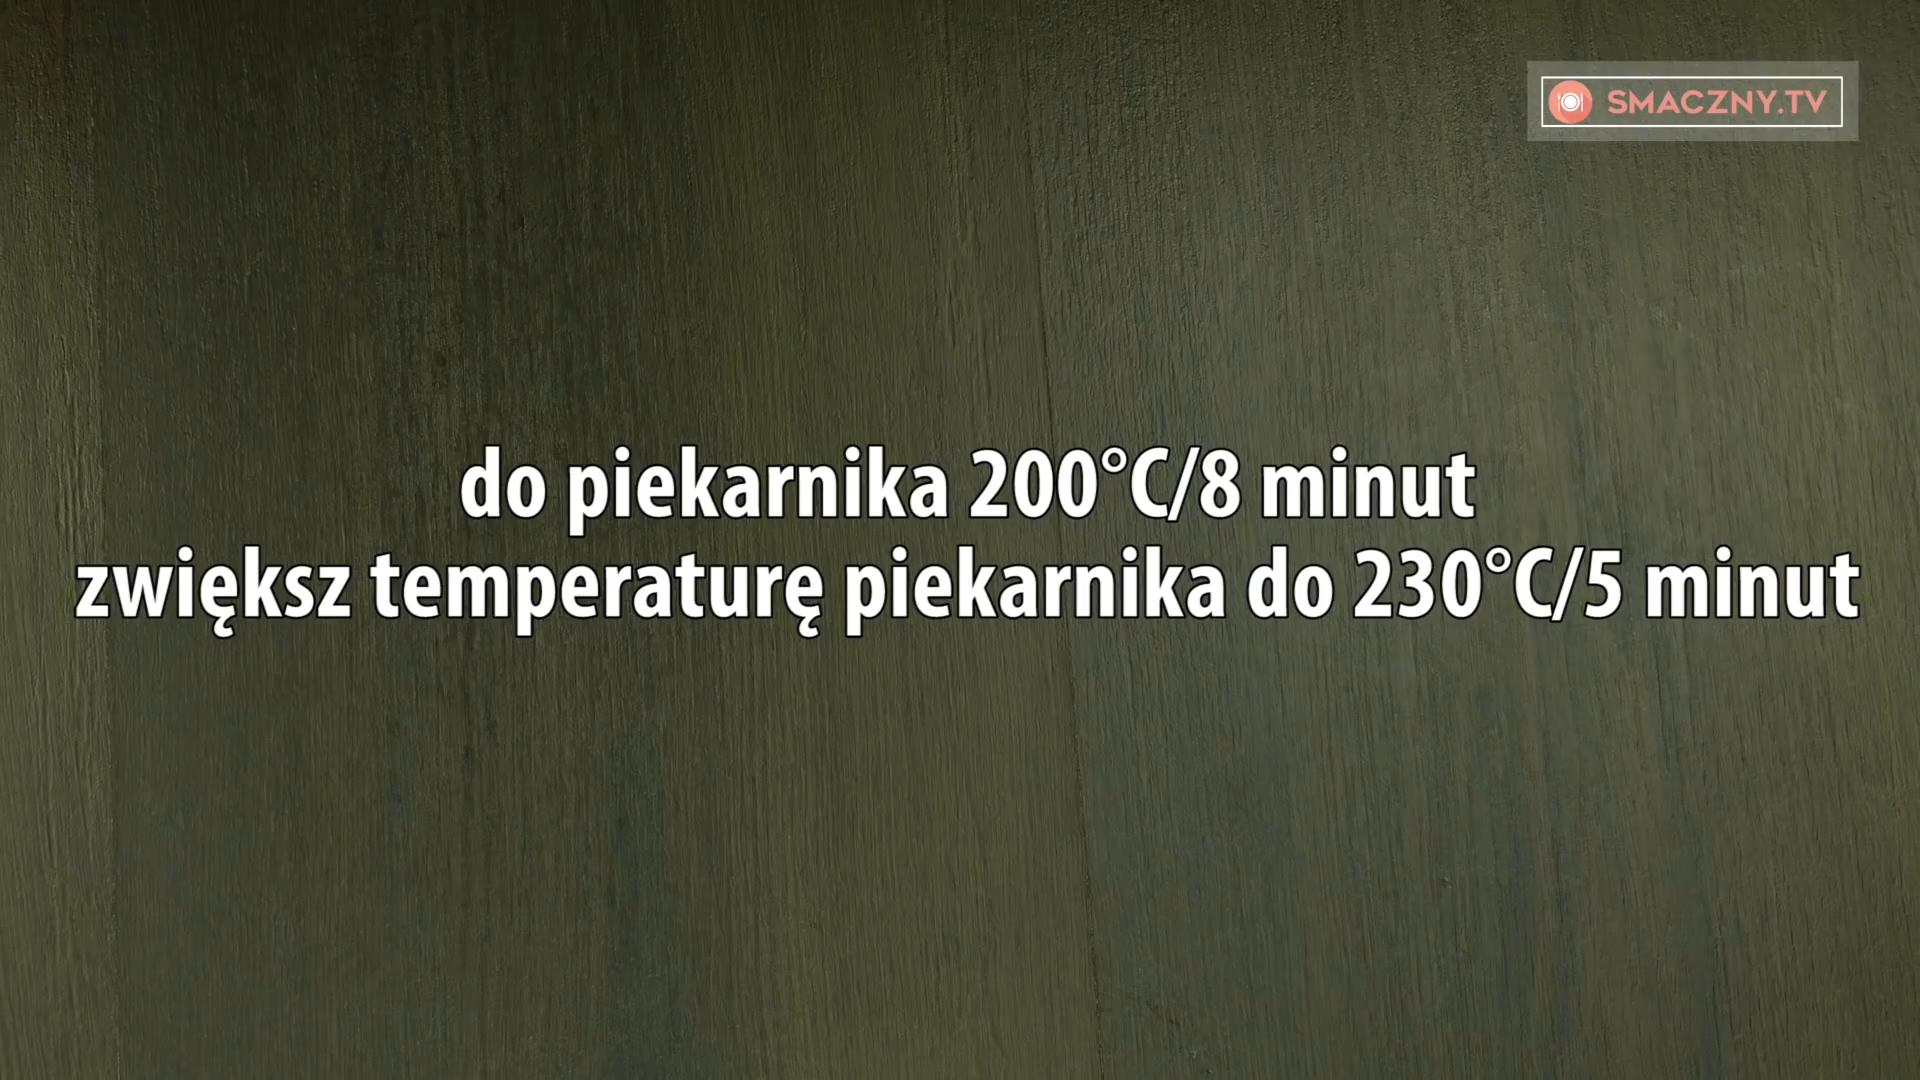 SMACZNY.TV
do piekarnika 200°C/8 minut
zwiększ temperaturę piekarnika do 230°C/5 minut